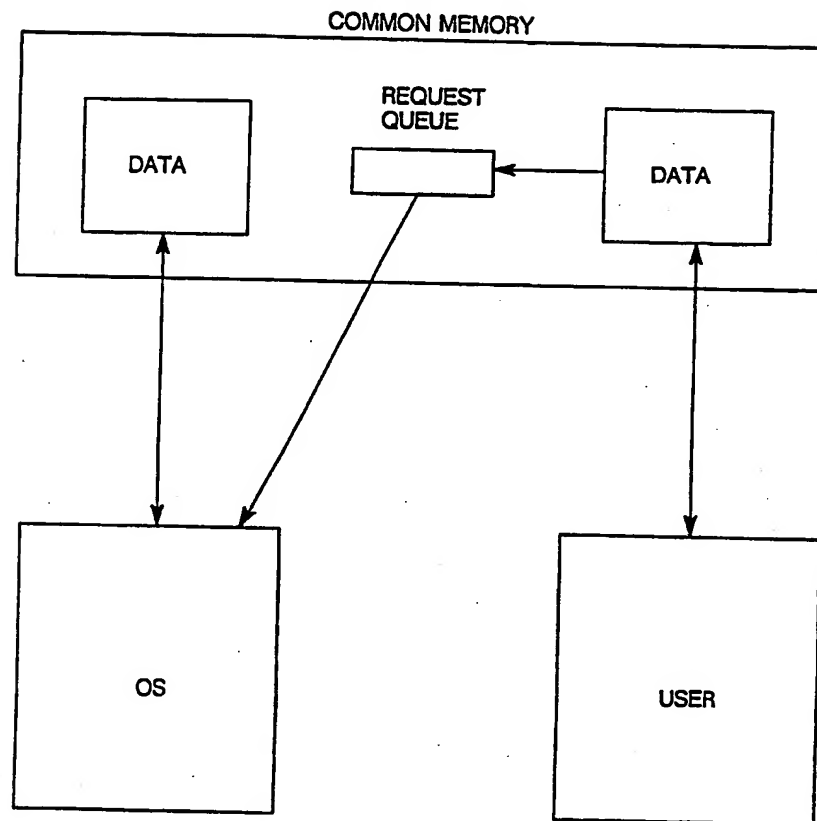 COMMON MEMORY
REQUEST
QUEUE
DATA
DATA
OS
USER